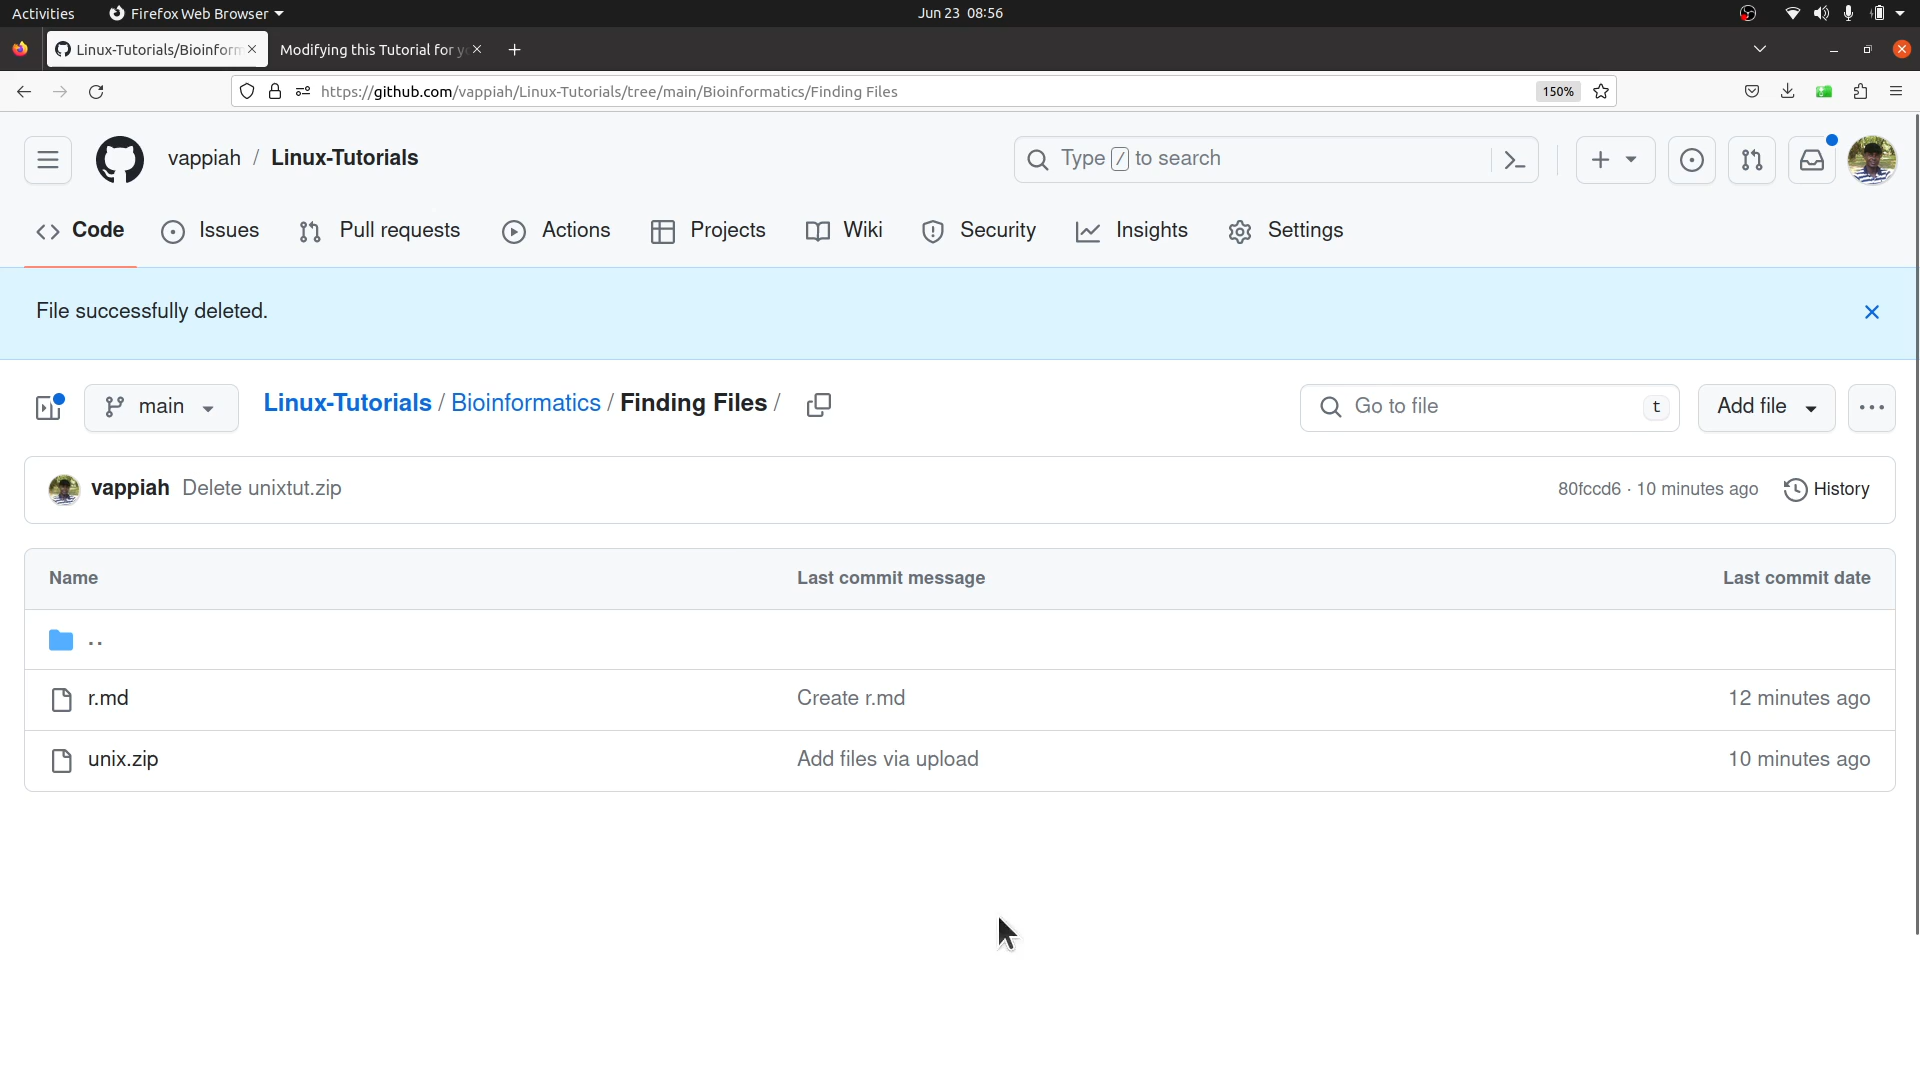 Activities Firefox Web Browser Jun 23 08:56
Linux-Tutorials/Bioinform Modifying this Tutorial for
https://github.com/vappiah/Linux-Tutorials/tree/main/Bioinformatics/Finding Files 150%
vappiah / Linux-Tutorials Type / to search
Code Issues Pull requests Actions Projects Wiki Security Insights Settings
File successfully deleted.
main Linux-Tutorials / Bioinformatics / Finding Files / Go to file t Add file
vappiah Delete unixtut.zip 80fccd6 · 10 minutes ago History
Name Last commit message Last commit date
..
r.md Create r.md 12 minutes ago
unix.zip Add files via upload 10 minutes ago